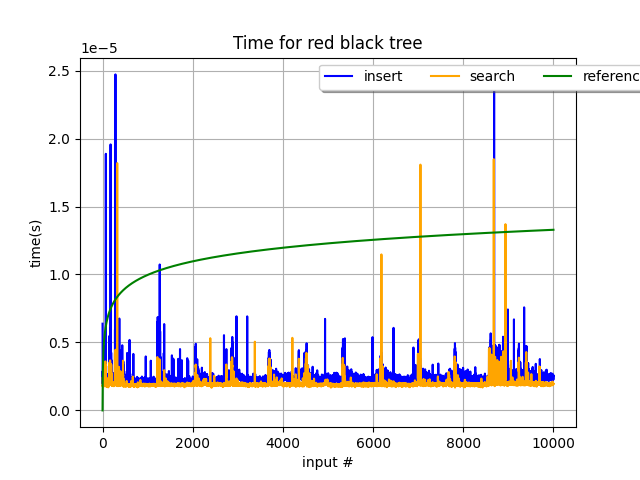 Time for red black tree
1e−5
insert search referenc
2.5
2.0
1.5
1.0
0.5
0.0
time(s)
0 2000 4000 6000 8000 10000
input #